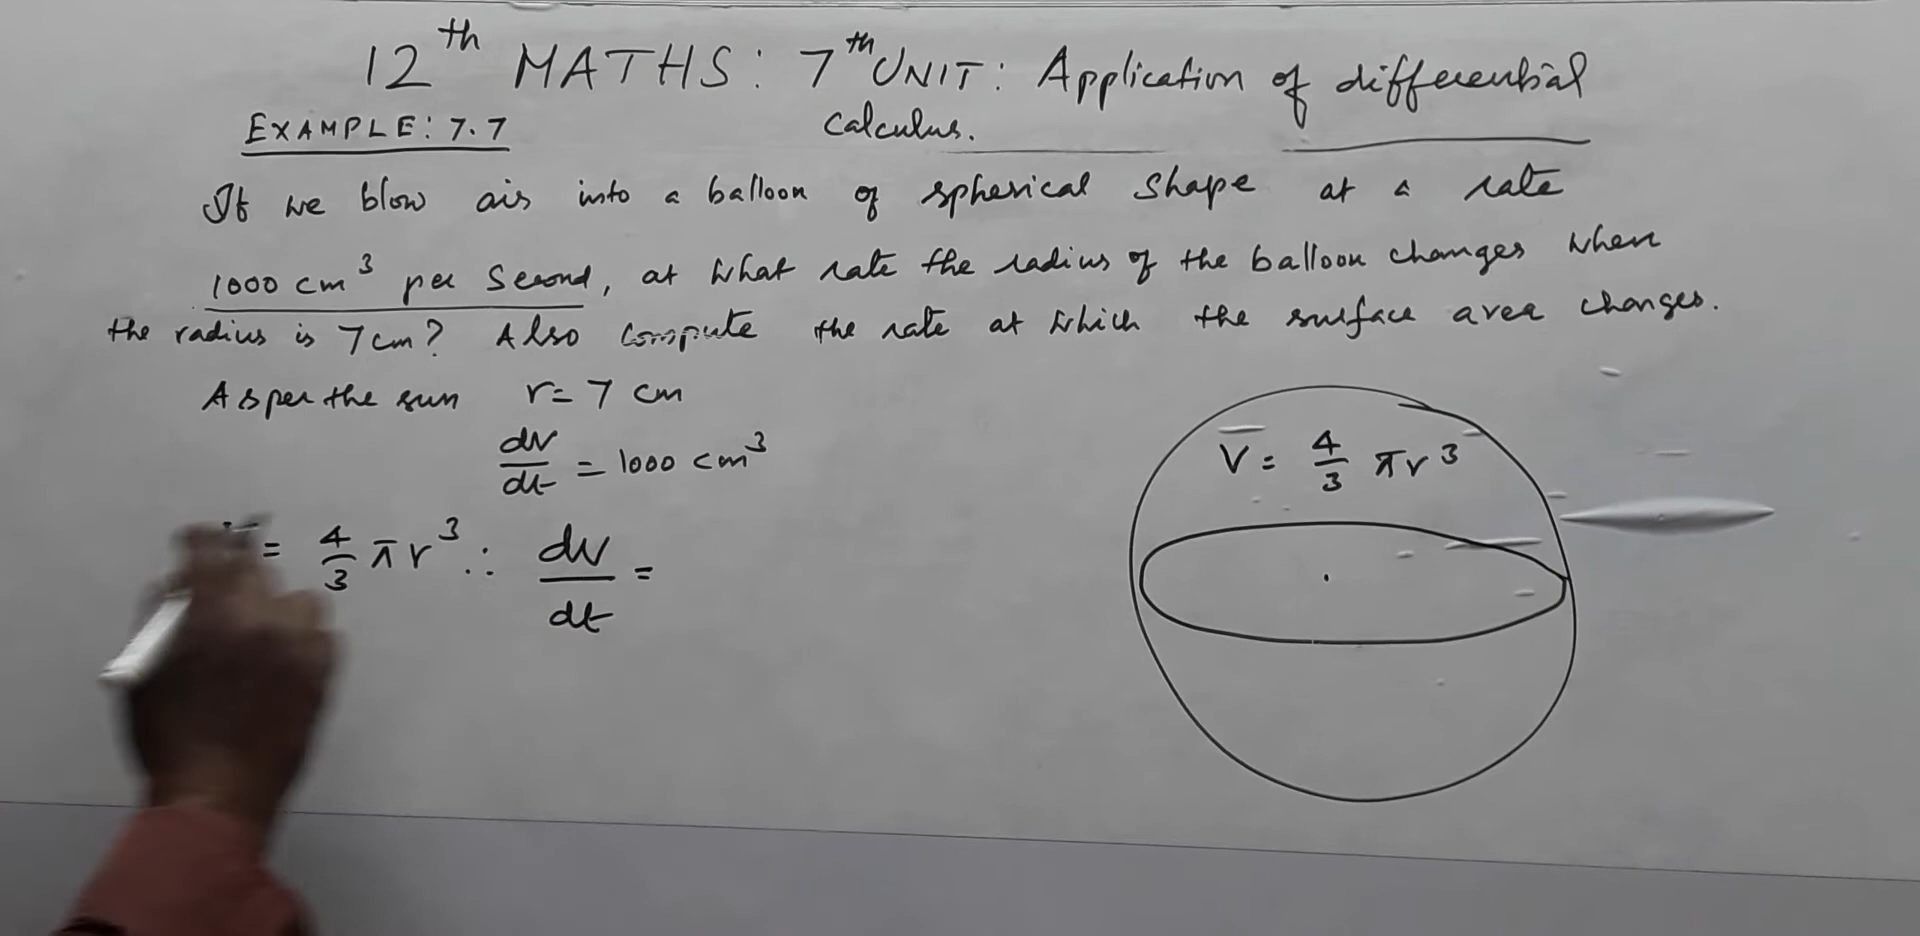 12th MATHS: 7th UNIT: Application of differential
calculus.
EXAMPLE: 7.7
If we blow air into a balloon of spherical shape at a rate
1000 cm³ per second, at what rate the radius of the balloon changes when
the radius is 7cm? Also compute the rate at which the surface area changes.
As per the sum r = 7 cm
dv/dt = 1000 cm³
= 4/3 πr³ ∴ dv/dt =
V = 4/3 πr³